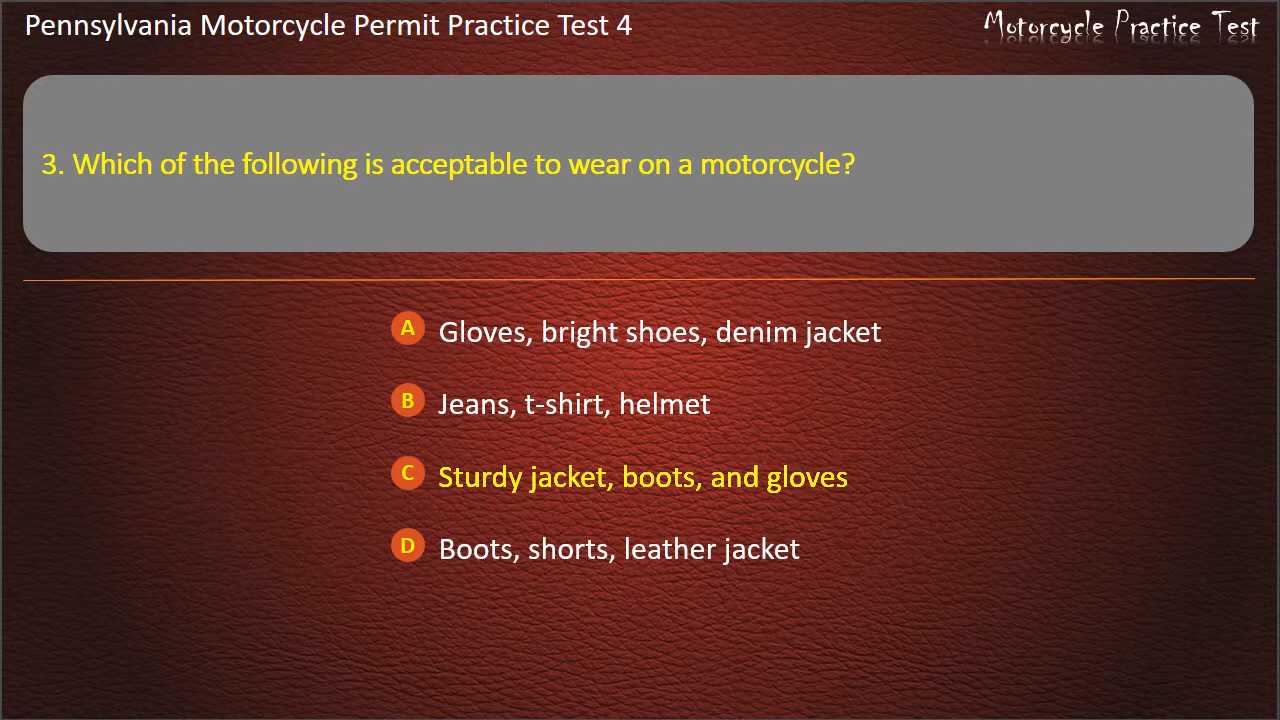 Pennsylvania Motorcycle Permit Practice Test 4
Motorcycle Practice Test
3. Which of the following is acceptable to wear on a motorcycle?
A Gloves, bright shoes, denim jacket
B Jeans, t-shirt, helmet
C Sturdy jacket, boots, and gloves
D Boots, shorts, leather jacket